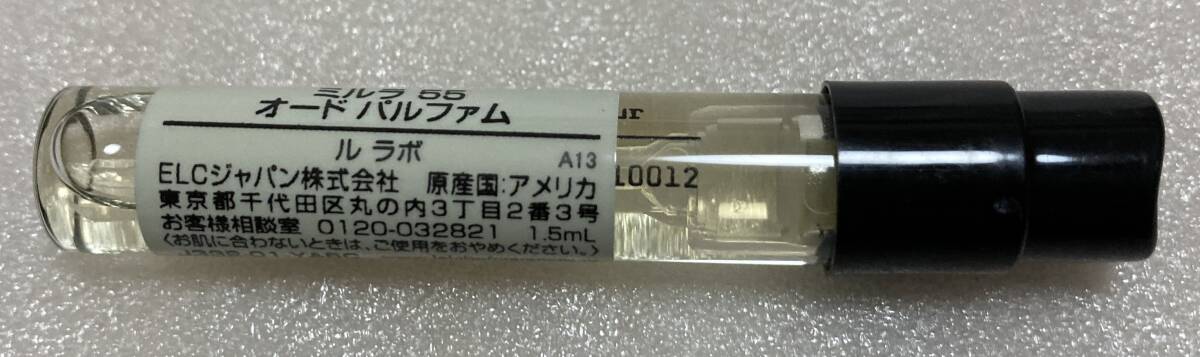 ミルラ 55
オード パルファム
ur
ル ラボ
A13
10012
ELCジャパン株式会社 原産国:アメリカ
東京都千代田区丸の内3丁目2番3号
お客様相談室 0120-032821 1.5mL
(お肌に合わないときは、ご使用をおやめください。)